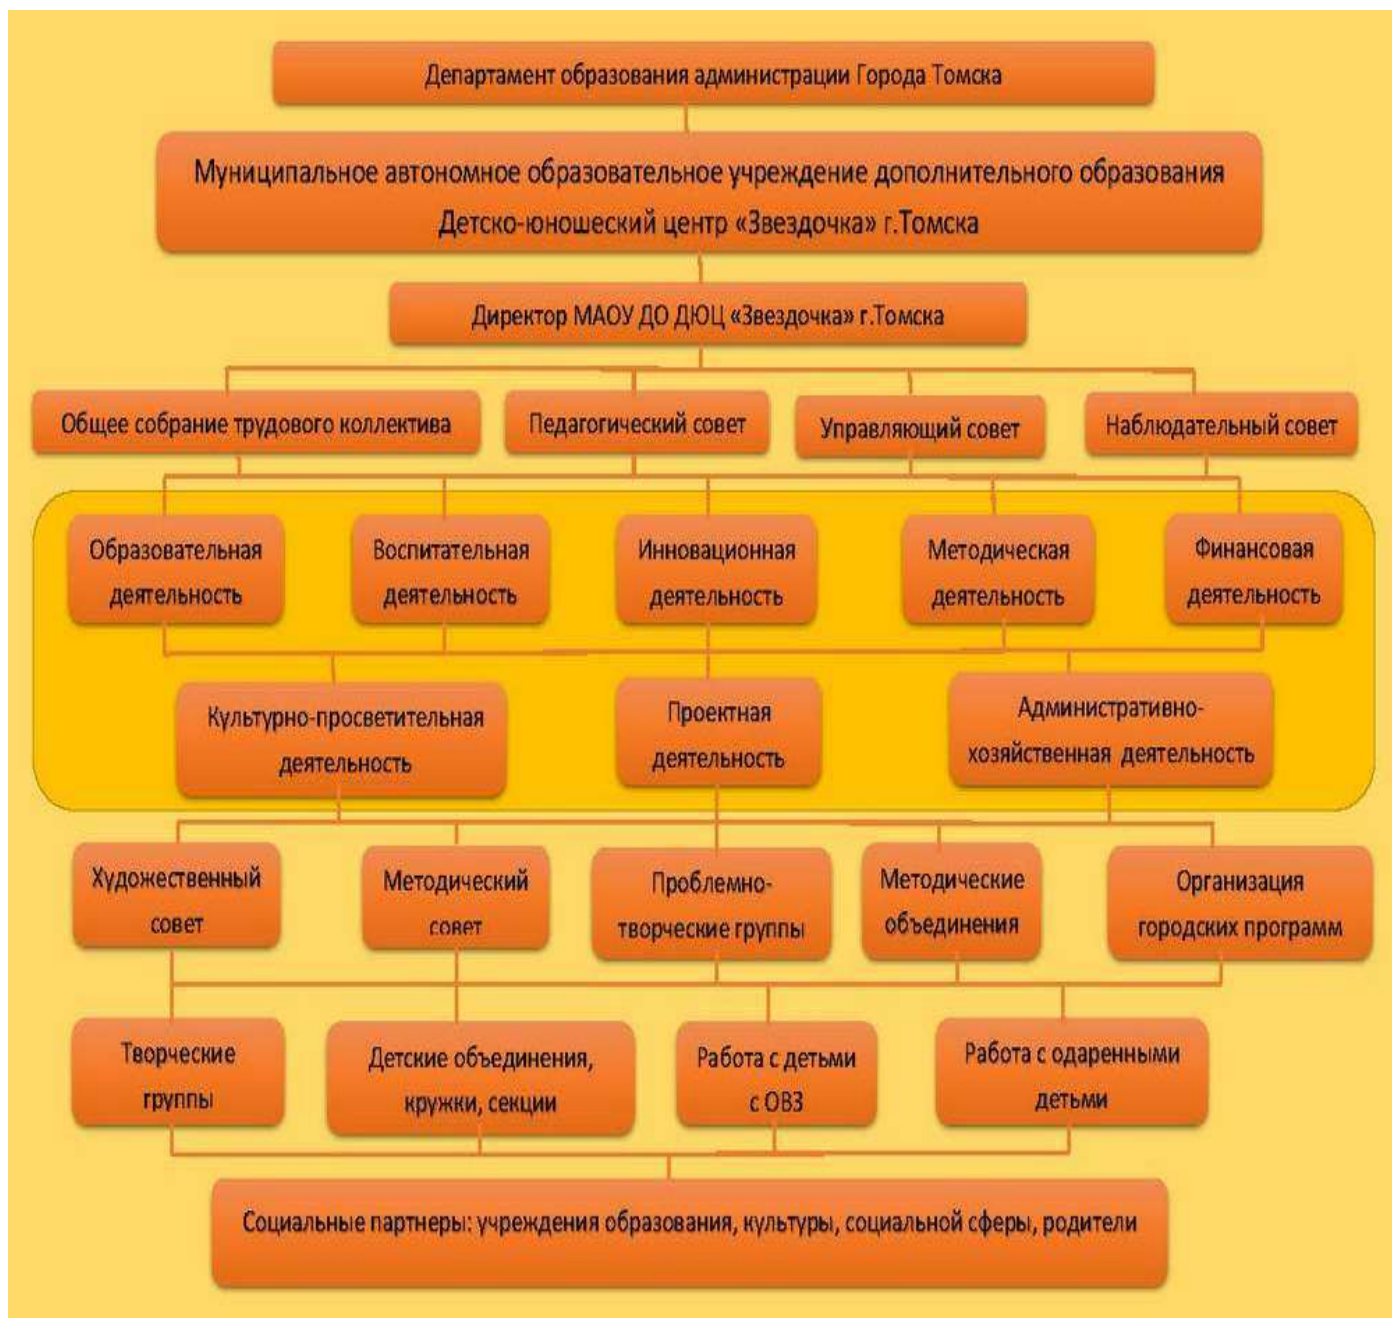 Департамент образования администрации Города Томска
Муниципальное автономное образовательное учреждение дополнительного образования
Детско-юношеский центр «Звездочка» г.Томска
Директор МАОУ ДО ДЮЦ «Звездочка» г.Томска
Общее собрание трудового коллектива
Педагогический совет
Управляющий совет
Наблюдательный совет
Образовательная
деятельность
Воспитательная
деятельность
Инновационная
деятельность
Методическая
деятельность
Финансовая
деятельность
Культурно-просветительная
деятельность
Проектная
деятельность
Административно-
хозяйственная деятельность
Художественный
совет
Методический
совет
Проблемно-
творческие группы
Методические
объединения
Организация
городских программ
Творческие
группы
Детские объединения,
кружки, секции
Работа с детьми
с ОВЗ
Работа с одаренными
детьми
Социальные партнеры: учреждения образования, культуры, социальной сферы, родители